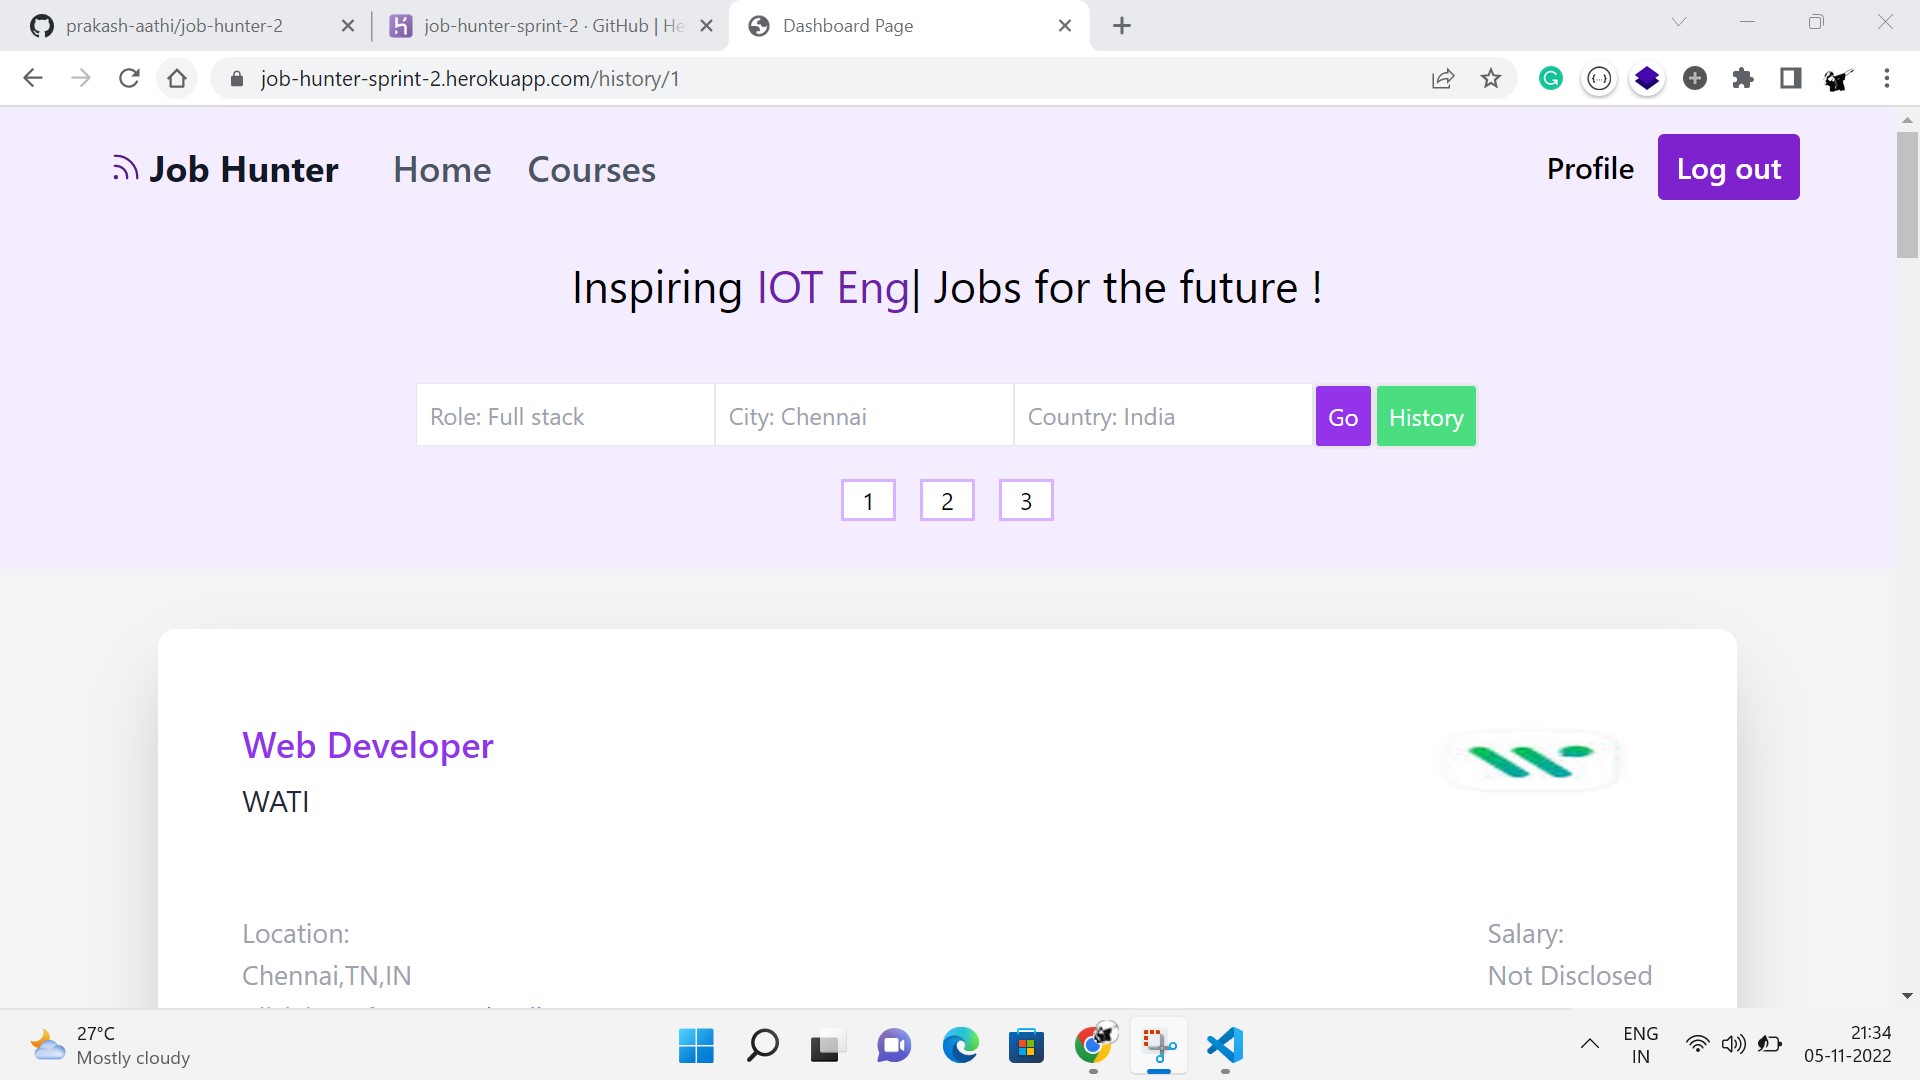 prakash-aathi/job-hunter-2
job-hunter-sprint-2 · GitHub | He
Dashboard Page
job-hunter-sprint-2.herokuapp.com/history/1
Job Hunter
Home
Courses
Profile
Log out
Inspiring IOT Eng| Jobs for the future !
Role: Full stack
City: Chennai
Country: India
Go
History
1
2
3
Web Developer
WATI
Location:
Chennai,TN,IN
Salary:
Not Disclosed
27°C
Mostly cloudy
ENG
IN
21:34
05-11-2022